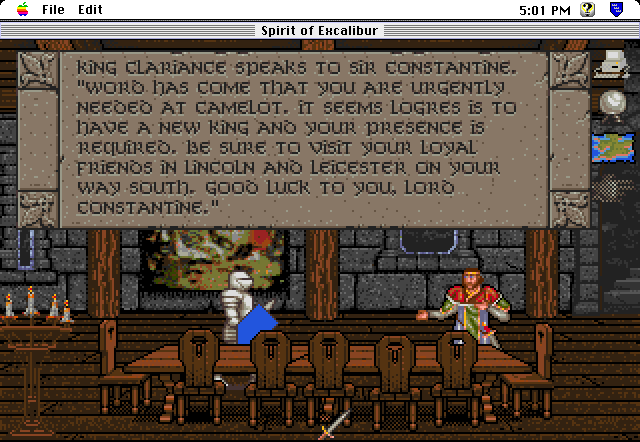 File Edit 5:01 PM
Spirit of Excalibur
KING CLARIANCE SPEAKS TO SIR CONSTANTINE.
"WORD HAS COME THAT YOU ARE URGENTLY
NEEDED AT CAMELOT. IT SEEMS LOGRES IS TO
HAVE A NEW KING AND YOUR PRESENCE IS
REQUIRED. BE SURE TO VISIT YOUR LOYAL
FRIENDS IN LINCOLN AND LEICESTER ON YOUR
WAY SOUTH. GOOD LUCK TO YOU, LORD
CONSTANTINE."